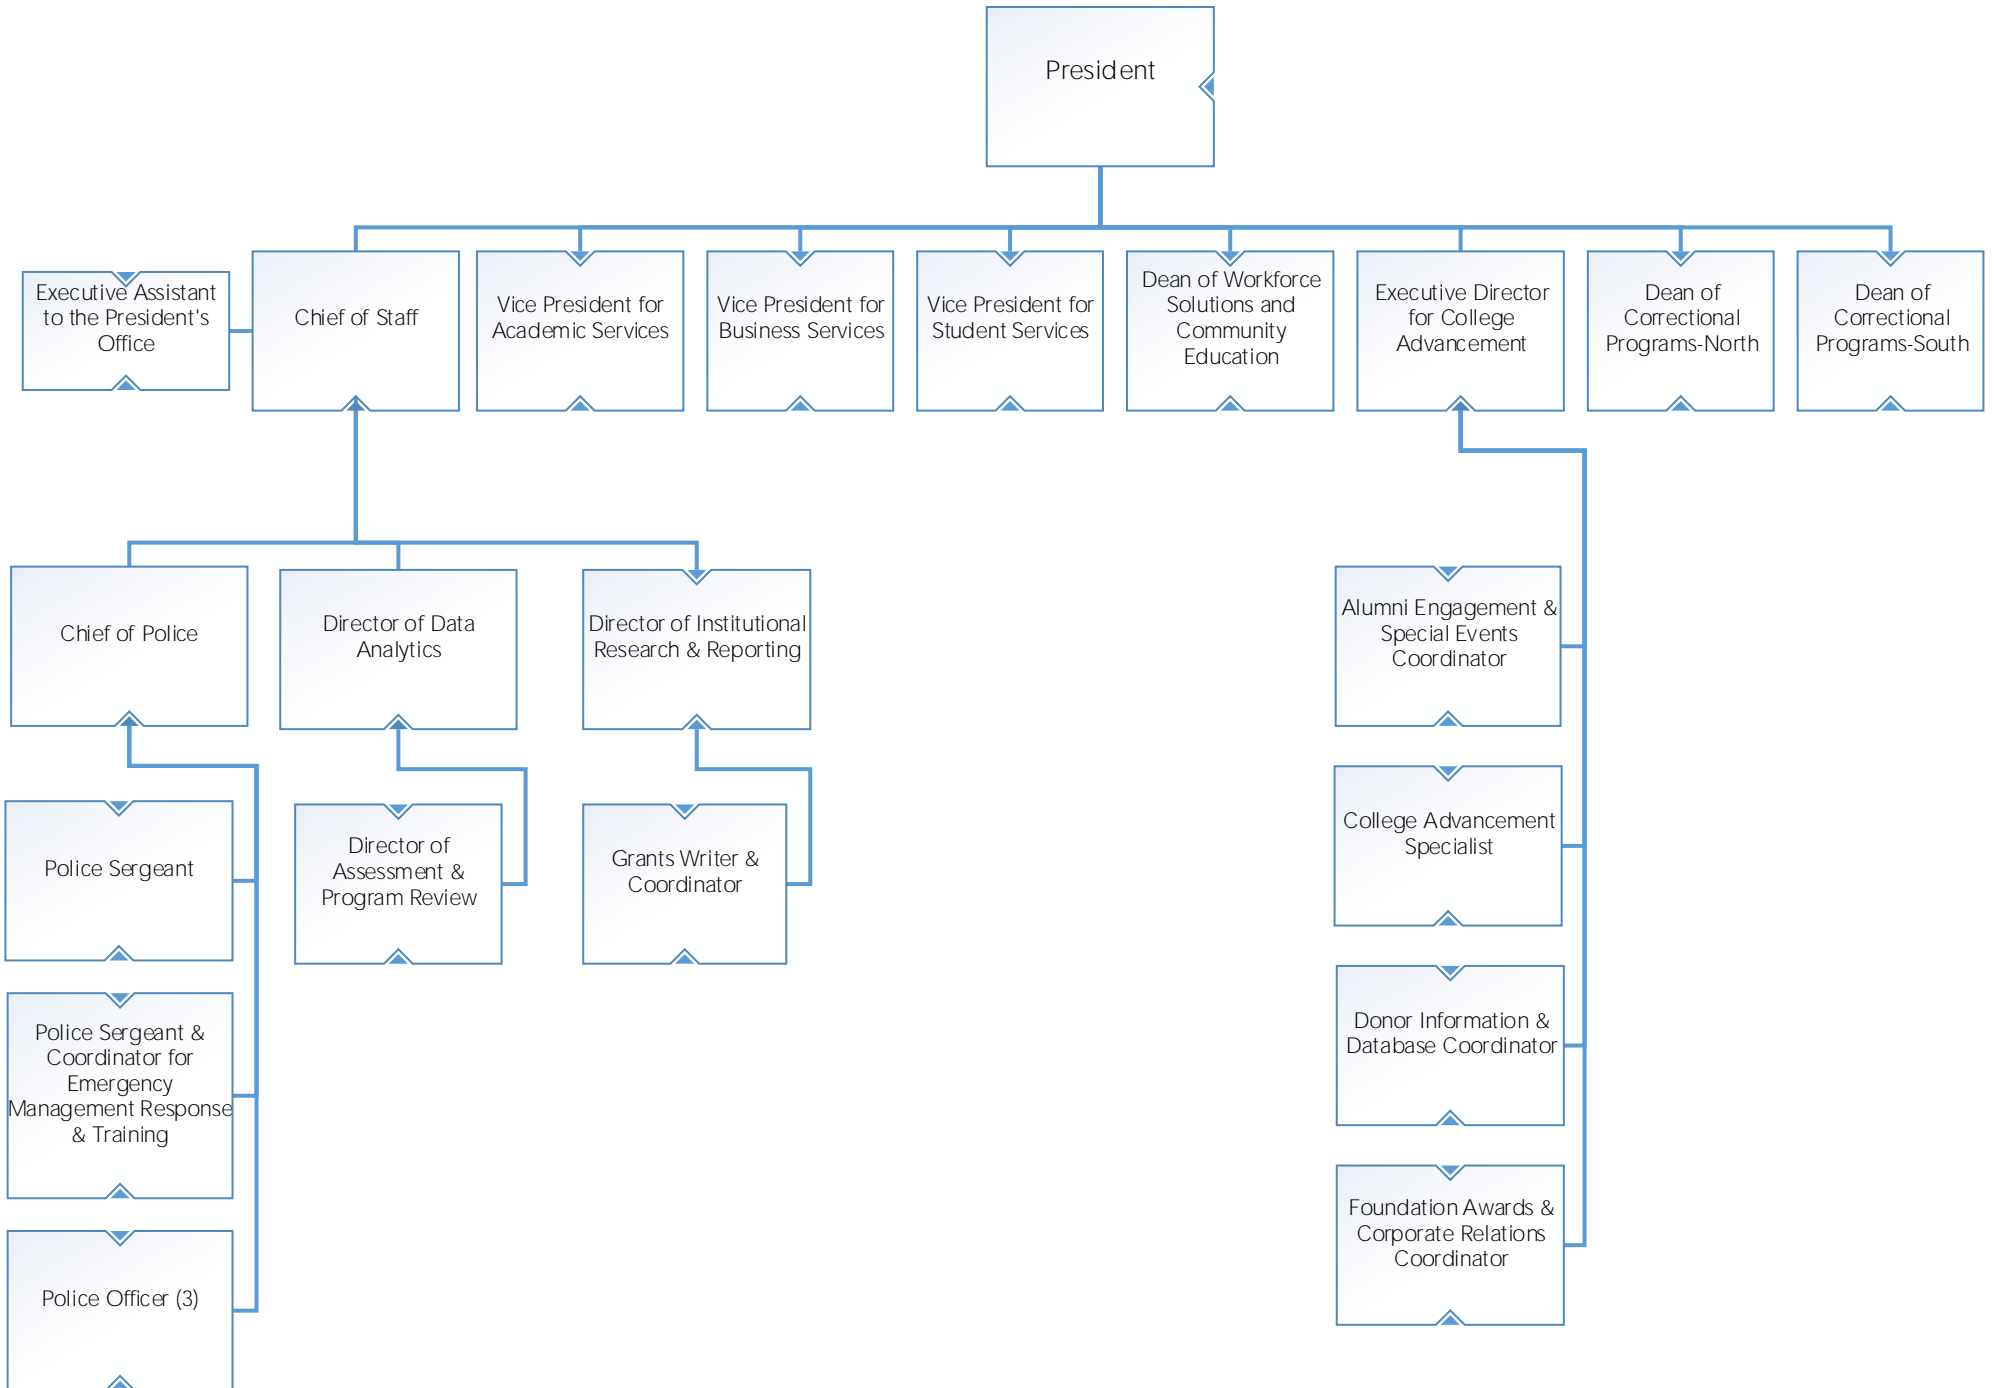 President
Executive Assistant
to the President's
Office
Chief of Staff
Vice President for
Academic Services
Vice President for
Business Services
Vice President for
Student Services
Dean of Workforce
Solutions and
Community
Education
Executive Director
for College
Advancement
Dean of
Correctional
Programs-North
Dean of
Correctional
Programs-South
Chief of Police
Director of Data
Analytics
Director of Institutional
Research & Reporting
Alumni Engagement &
Special Events
Coordinator
Police Sergeant
Director of
Assessment &
Program Review
Grants Writer &
Coordinator
College Advancement
Specialist
Police Sergeant &
Coordinator for
Emergency
Management Response
& Training
Donor Information &
Database Coordinator
Police Officer (3)
Foundation Awards &
Corporate Relations
Coordinator